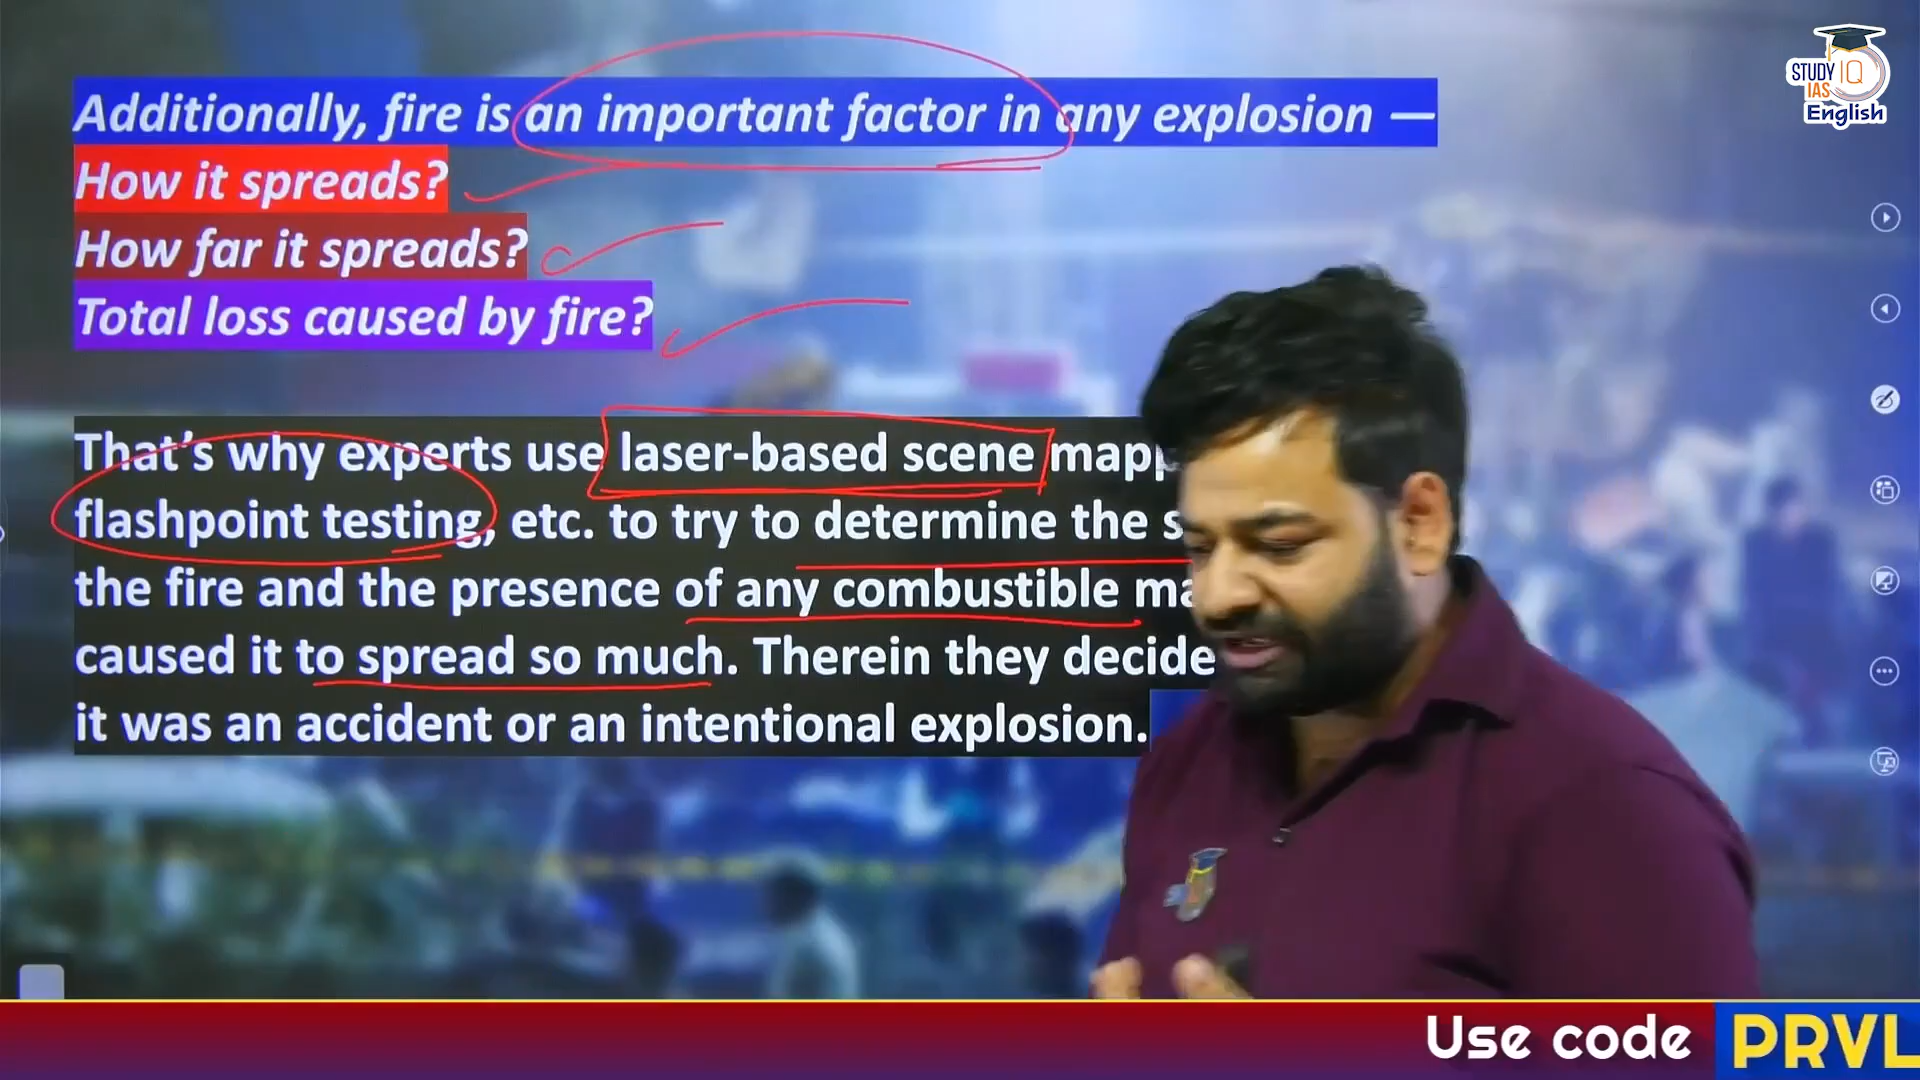 Additionally, fire is an important factor in any explosion —
How it spreads?
How far it spreads?
Total loss caused by fire?
That’s why experts use laser-based scene
flashpoint testing, etc. to try to determine the
the fire and the presence of any combustible
caused it to spread so much. Therein they decide
it was an accident or an intentional explosion.
STUDY IQ
IAS
English
Use code PRVL